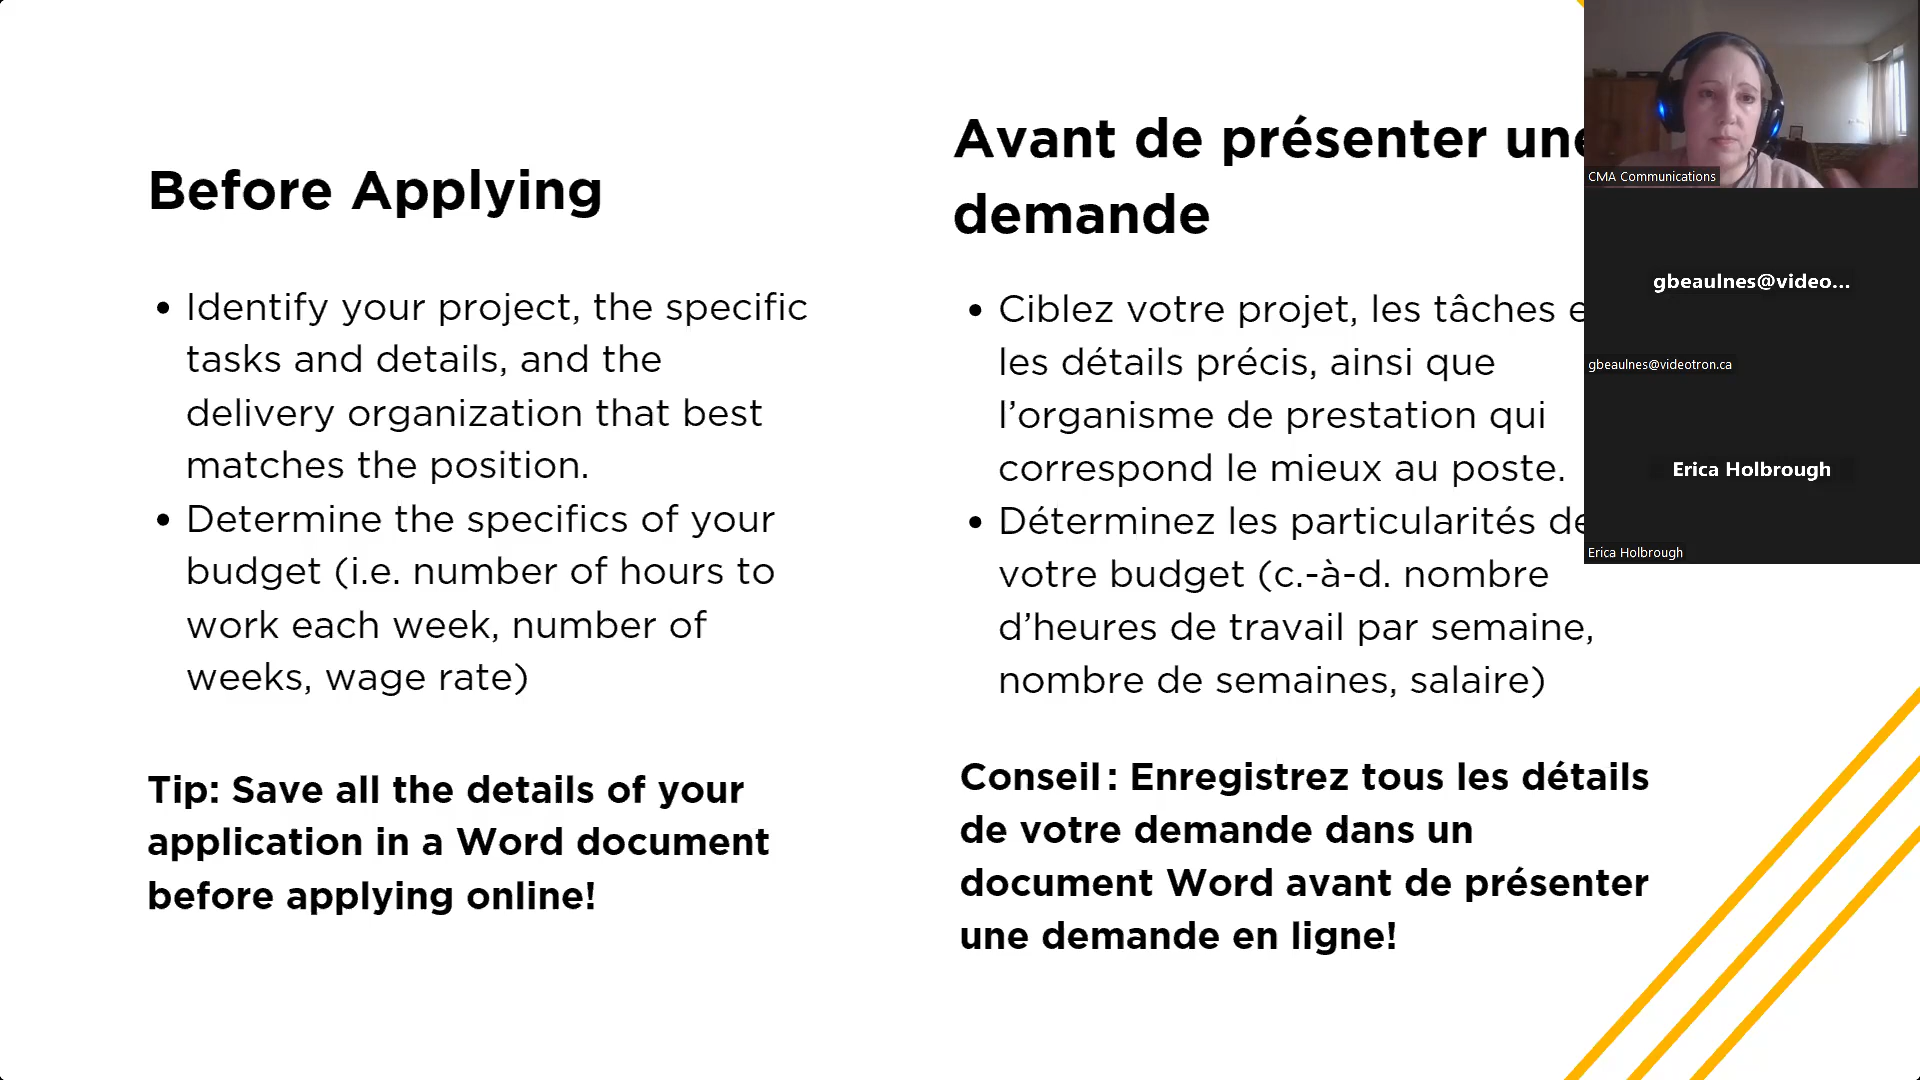 Before Applying
• Identify your project, the specific
tasks and details, and the
delivery organization that best
matches the position.
• Determine the specifics of your
budget (i.e. number of hours to
work each week, number of
weeks, wage rate)
Tip: Save all the details of your
application in a Word document
before applying online!
Avant de présenter une
demande
• Ciblez votre projet, les tâches e
les détails précis, ainsi que
l’organisme de prestation qui
correspond le mieux au poste.
• Déterminez les particularités de
votre budget (c.-à-d. nombre
d’heures de travail par semaine,
nombre de semaines, salaire)
Conseil : Enregistrez tous les détails
de votre demande dans un
document Word avant de présenter
une demande en ligne!
CMA Communications
gbeaulnes@video...
gbeaulnes@videotron.ca
Erica Holbrough
Erica Holbrough